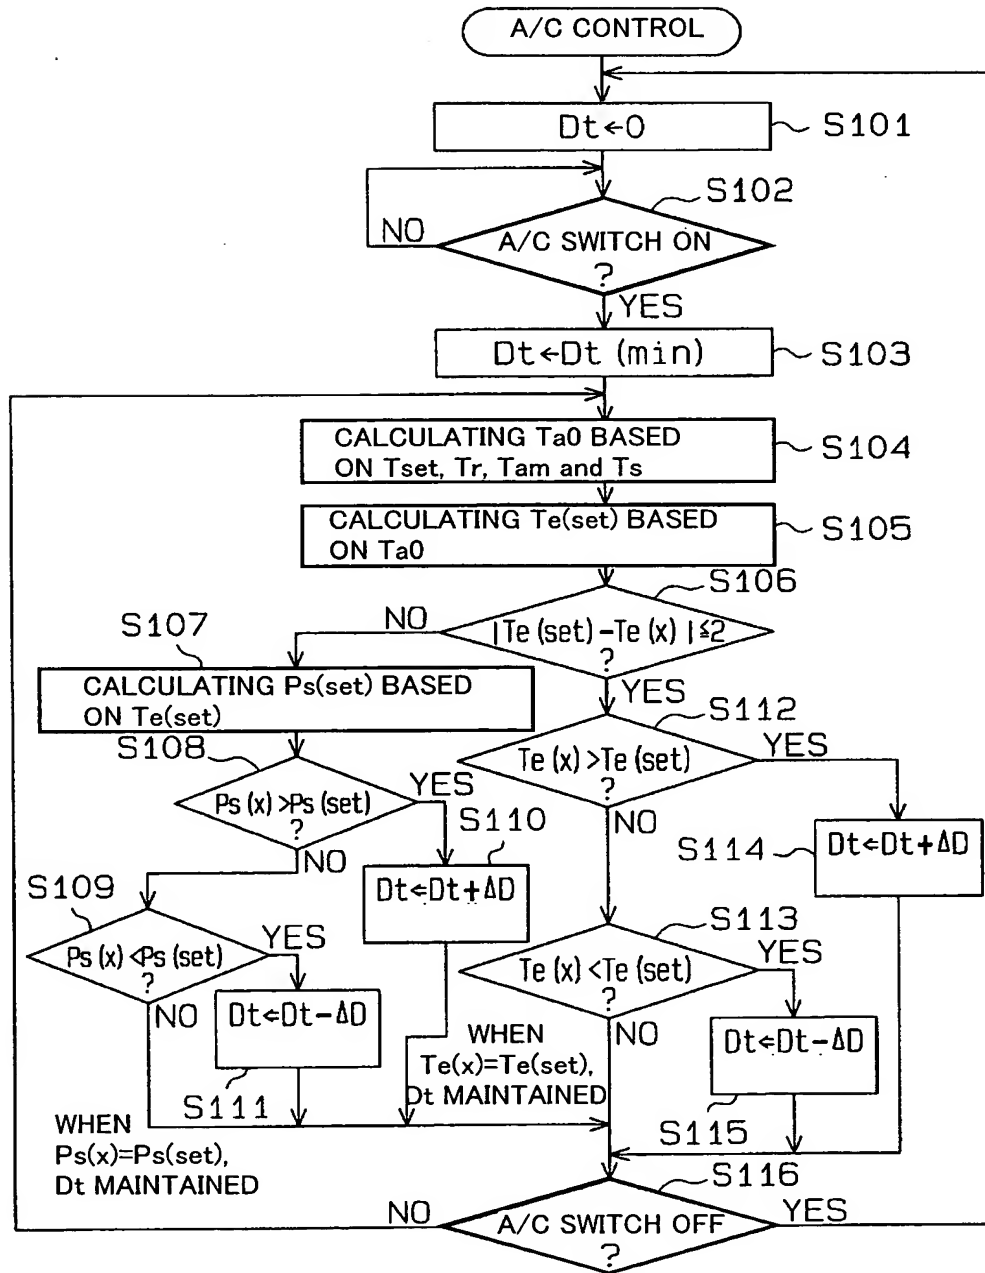 A/C CONTROL
Dt←0
S101
S102
A/C SWITCH ON
?
NO
YES
Dt←Dt (min)
S103
CALCULATING Ta0 BASED
ON Tset, Tr, Tam and Ts
S104
CALCULATING Te(set) BASED
ON Ta0
S105
S106
|Te (set) −Te (x) |≦2
?
NO
YES
S107
CALCULATING Ps(set) BASED
ON Te(set)
S108
Ps (x) >Ps (set)
?
YES
NO
S112
Te (x) >Te (set)
?
YES
NO
S110
Dt⇐Dt+ΔD
S114
Dt⇐Dt+ΔD
S109
Ps (x) <Ps (set)
?
YES
NO
S113
Te (x) <Te (set)
?
YES
NO
Dt⇐Dt−ΔD
S111
WHEN
Te(x)=Te(set),
Dt MAINTAINED
Dt⇐Dt−ΔD
S115
WHEN
Ps(x)=Ps(set),
Dt MAINTAINED
S116
A/C SWITCH OFF
?
NO
YES